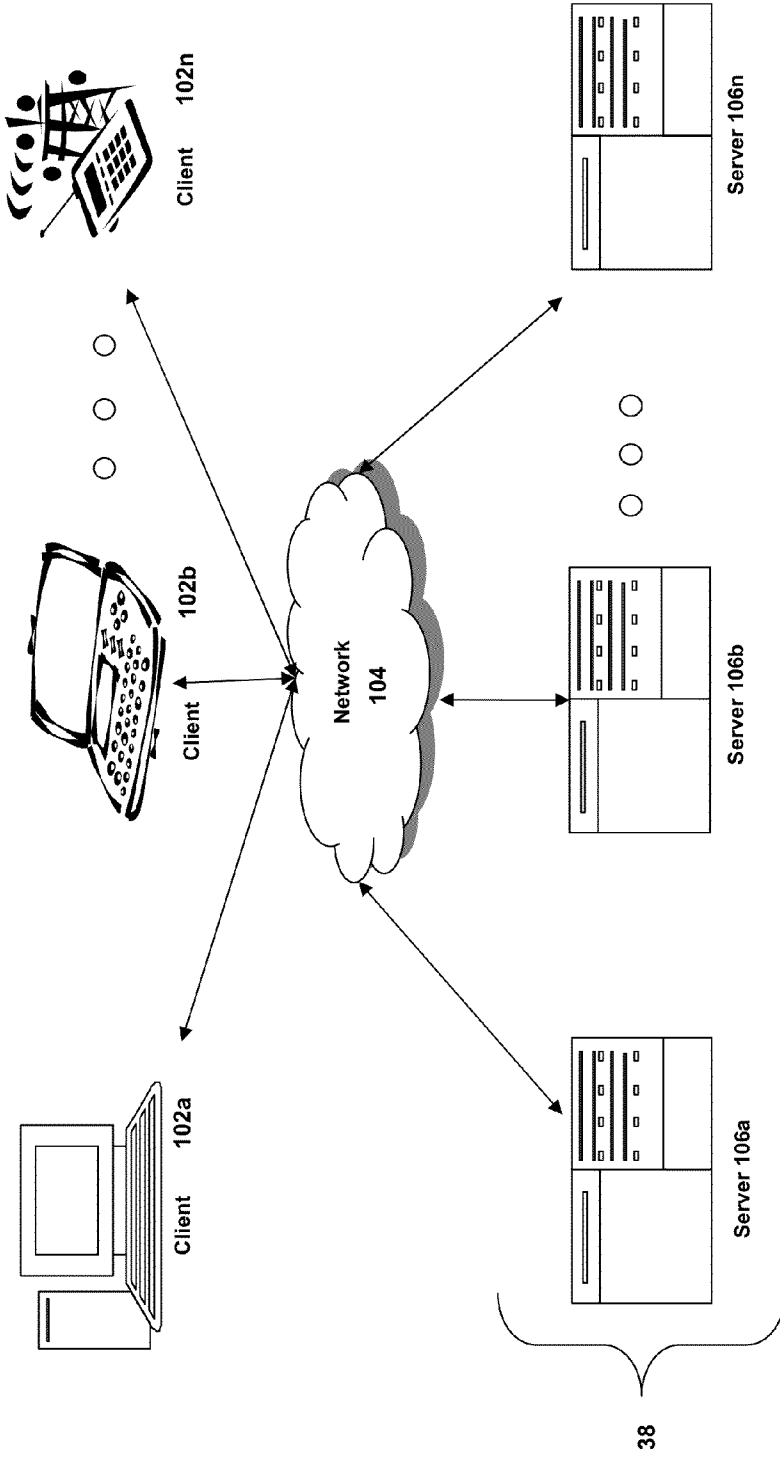 Client 102a
Client 102b
Client 102n
Network
104
38
Server 106a
Server 106b
Server 106n